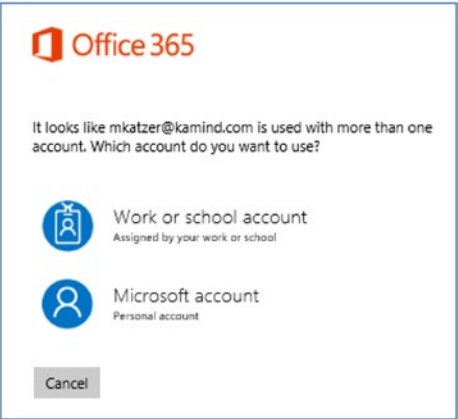 Office 365
It looks like mkatzer@kamind.com is used with more than one
account. Which account do you want to use?
Work or school account
Assigned by your work or school
Microsoft account
Personal account
Cancel